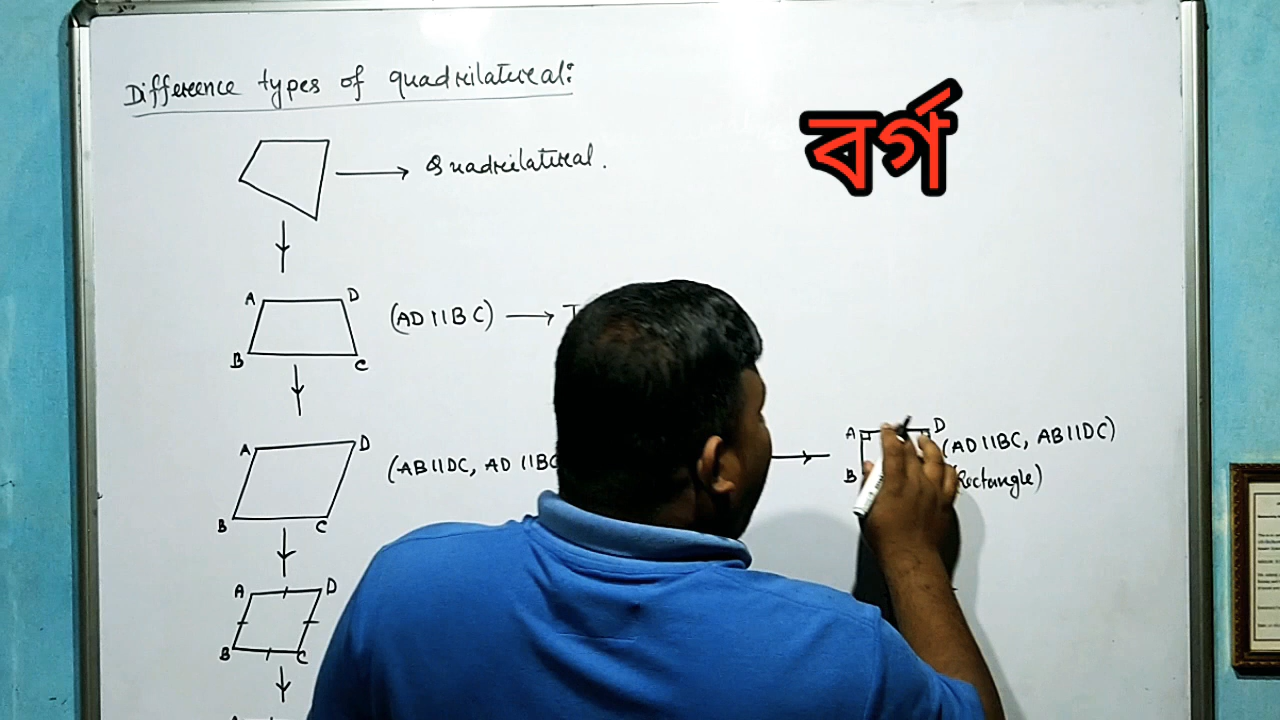 Difference types of quadrilateral:
বর্গ
Quadrilateral.
A D
(AD || BC)
B C
A D
(AB || DC, AD || BC
B C
A D
(AD || BC, AB || DC)
B
Rectangle)
A D
B C